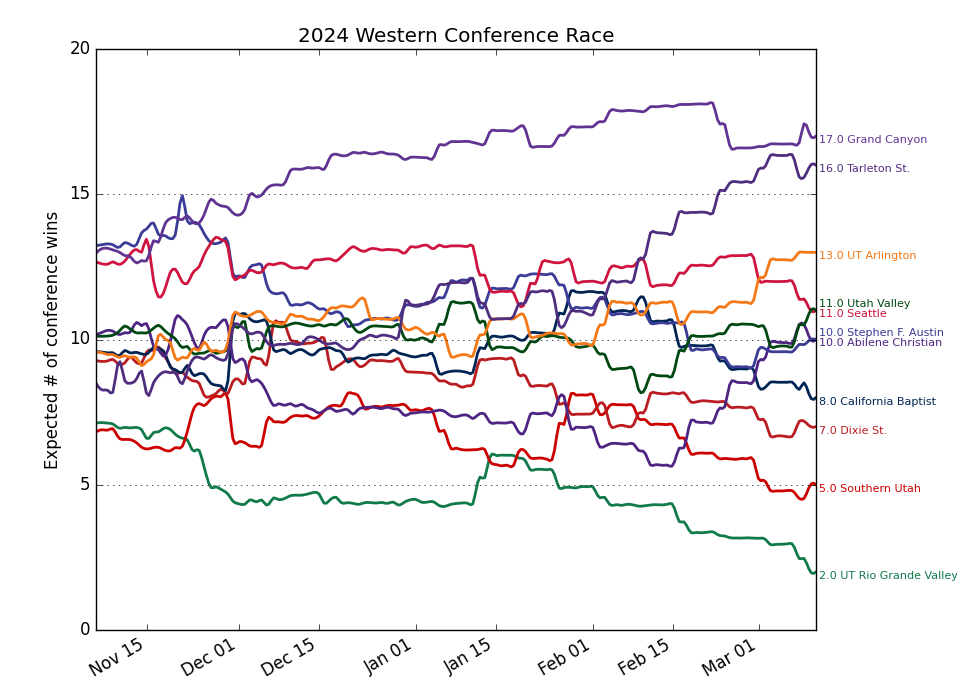 2024 Western Conference Race
Expected # of conference wins
20
15
10
5
0
Nov 15
Dec 01
Dec 15
Jan 01
Jan 15
Feb 01
Feb 15
Mar 01
17.0 Grand Canyon
16.0 Tarleton St.
13.0 UT Arlington
11.0 Utah Valley
11.0 Seattle
10.0 Stephen F. Austin
10.0 Abilene Christian
8.0 California Baptist
7.0 Dixie St.
5.0 Southern Utah
2.0 UT Rio Grande Valley